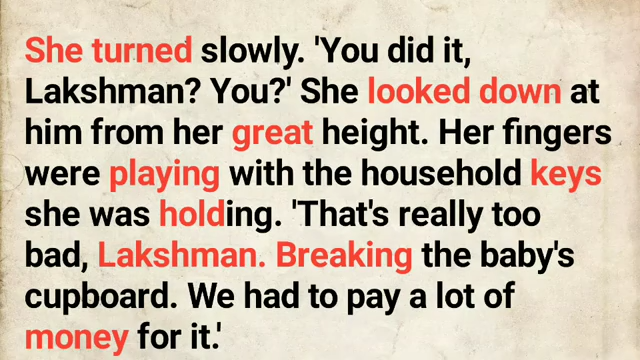 She turned slowly. 'You did it,
Lakshman? You?' She looked down at
him from her great height. Her fingers
were playing with the household keys
she was holding. 'That's really too
bad, Lakshman. Breaking the baby's
cupboard. We had to pay a lot of
money for it.'